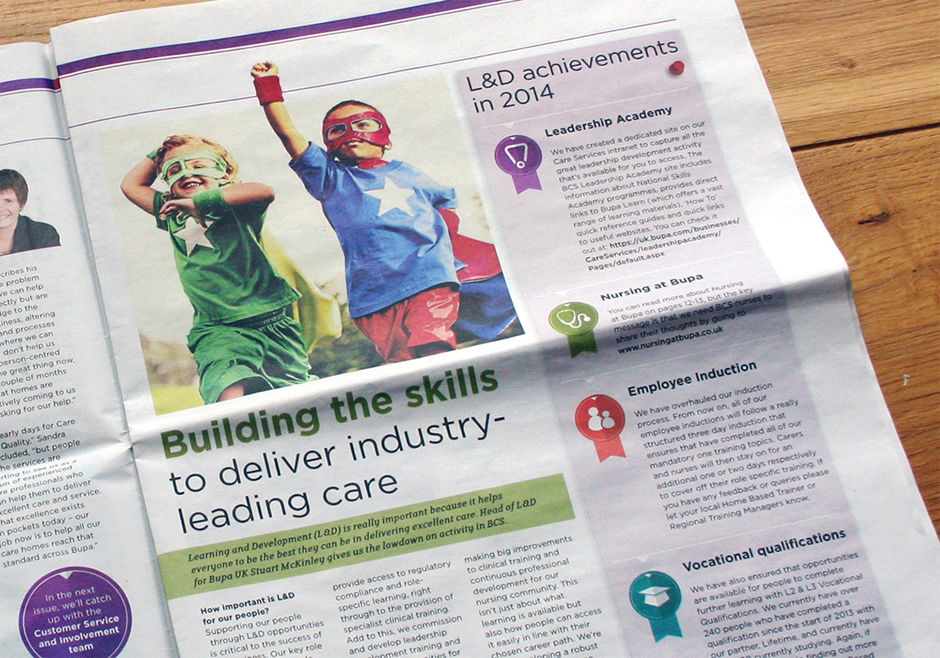 cribes his
e problem
We can help
ectly but are
dge to the
iness, altering
and processes
where we can
don't help us
person-centred
he great thing now,
couple of months
at homes are
tively coming to us
sking for our help."
early days for Care
Quality," Sandra
cluded, "but people
he services are
rting to see us as a
am of experienced
re professionals who
n help them to deliver
xcellent care and service.
hat excellence exists
n pockets today – our
job now is to help all our
care homes reach that
standard across Bupa."
In the next
issue, we'll catch
up with the
Customer Service
and Involvement
team
Building the skills
to deliver industry-
leading care
Learning and Development (L&D) is really important because it helps
everyone to be the best they can be in delivering excellent care. Head of L&D
for Bupa UK Stuart McKinley gives us the lowdown on activity in BCS.
How important is L&D
for our people?
Supporting our people
through L&D opportunities
is critical to the success of
business. Our key role
provide access to regulatory
compliance and role-
specific learning, right
through to the provision of
specialist clinical training.
Add to this, we commission
and develop leadership
development training and
opportunities for
making big improvements
to clinical training and
continuous professional
development for our
nursing community. This
isn't just about what
learning is available but
also how people can access
it easily in line with their
chosen career path. We're
developing a robust
L&D achievements
in 2014
Leadership Academy
We have created a dedicated site on our
Care Services intranet to capture all the
great leadership development activity
that's available for you to access. The
BCS Leadership Academy site includes
information about National Skills
Academy programmes, provides direct
links to Bupa Learn (which offers a vast
range of learning materials), 'How To'
quick reference guides and quick links
to useful websites. You can check it
out at: https://uk.bupa.com/businesses/
CareServices/leadershipacademy/
Pages/default.aspx
Nursing at Bupa
You can read more about Nursing
at Bupa on pages 12-13, but the key
message is that we need BCS nurses to
share their thoughts by going to
www.nursingatbupa.co.uk
Employee Induction
We have overhauled our induction
process. From now on, all of our
employee inductions will follow a really
structured three day induction that
ensures that have completed all of our
mandatory one training topics. Carers
and nurses will then stay on for an
additional one or two days respectively
to cover off their role specific training. If
you have any feedback or queries please
let your local Home Based Trainer or
Regional Training Managers know.
Vocational qualifications
We have also ensured that opportunities
are available for people to complete
further learning with L2 & L3 Vocational
Qualifications. We currently have over
240 people who have completed a
qualification since the start of 2013 with
our partner, Lifetime, and currently have
currently studying. Again, if
finding out more